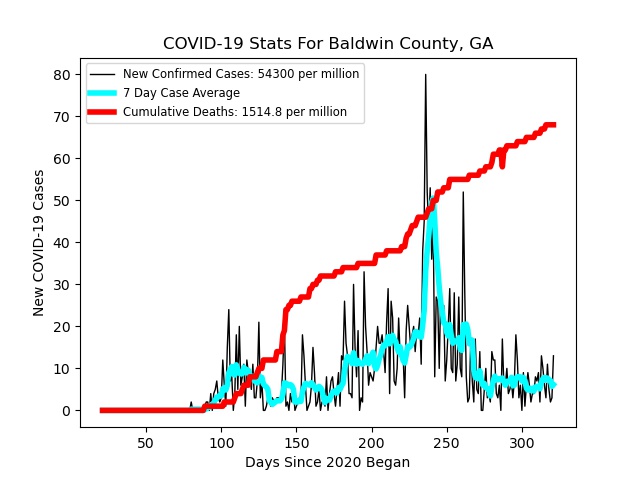 COVID-19 Stats For Baldwin County, GA
New Confirmed Cases: 54300 per million
7 Day Case Average
Cumulative Deaths: 1514.8 per million
New COVID-19 Cases
80
70
60
50
40
30
20
10
0
50 100 150 200 250 300
Days Since 2020 Began